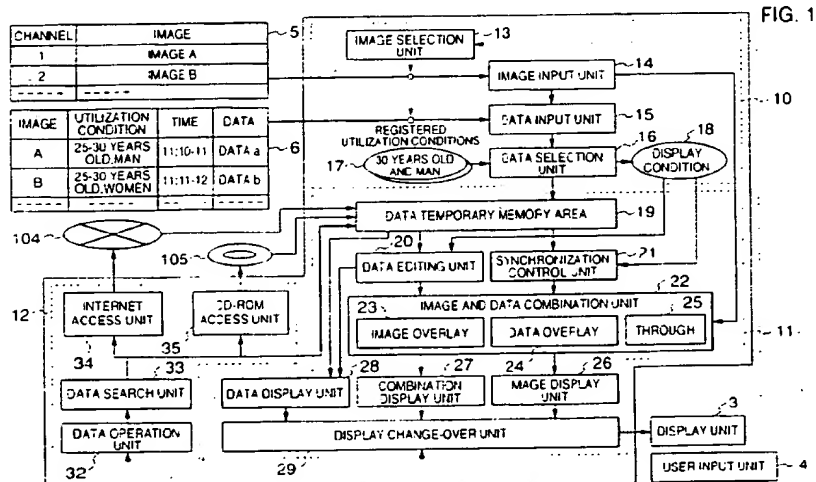 FIG. 1
CHANNEL IMAGE 5
1 IMAGE A
2 IMAGE B
IMAGE UTILIZATION CONDITION TIME DATA
A 25-30 YEARS OLD, MAN 11:10-11 DATA a 6
B 25-30 YEARS OLD, WOMEN 11:11-12 DATA b
IMAGE SELECTION UNIT 13
IMAGE INPUT UNIT 14
DATA INPUT UNIT 15
10
REGISTERED UTILIZATION CONDITIONS
17 30 YEARS OLD AND MAN
DATA SELECTION UNIT 16
DISPLAY CONDITION 18
DATA TEMPORARY MEMORY AREA 19
104
105
20
DATA EDITING UNIT
SYNCHRONIZATION CONTROL UNIT 21
22
IMAGE AND DATA COMBINATION UNIT
23 IMAGE OVERLAY
DATA OVERLAY 24
THROUGH 25
11
12
INTERNET ACCESS UNIT 34
CD-ROM ACCESS UNIT 35
33
DATA SEARCH UNIT
DATA OPERATION UNIT
32
28
DATA DISPLAY UNIT
27
COMBINATION DISPLAY UNIT
26
MAGE DISPLAY UNIT
DISPLAY CHANGE-OVER UNIT
29
3
DISPLAY UNIT
USER INPUT UNIT 4